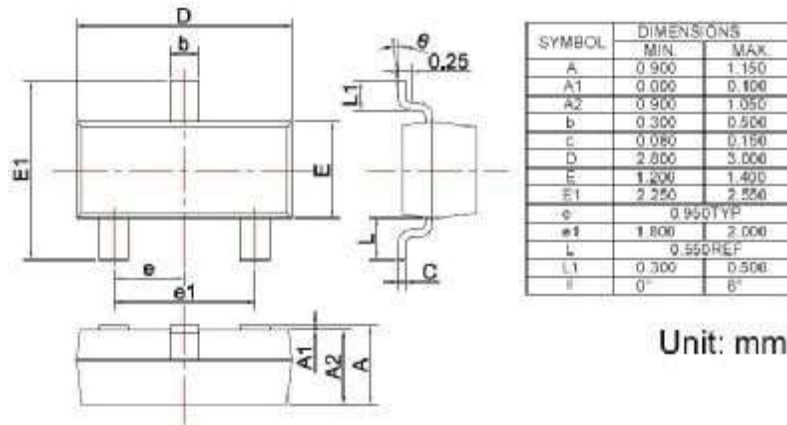 D
b
θ
0.25
L1
E1
E
L
e
C
e1
A1
A2
A
SYMBOL DIMENSIONS
MIN. MAX.
A 0.900 1.150
A1 0.000 0.100
A2 0.900 1.050
b 0.300 0.500
c 0.080 0.150
D 2.800 3.000
E 1.200 1.400
E1 2.250 2.550
e 0.950TYP
e1 1.800 2.000
L 0.550REF
L1 0.300 0.500
0° 8°
Unit: mm